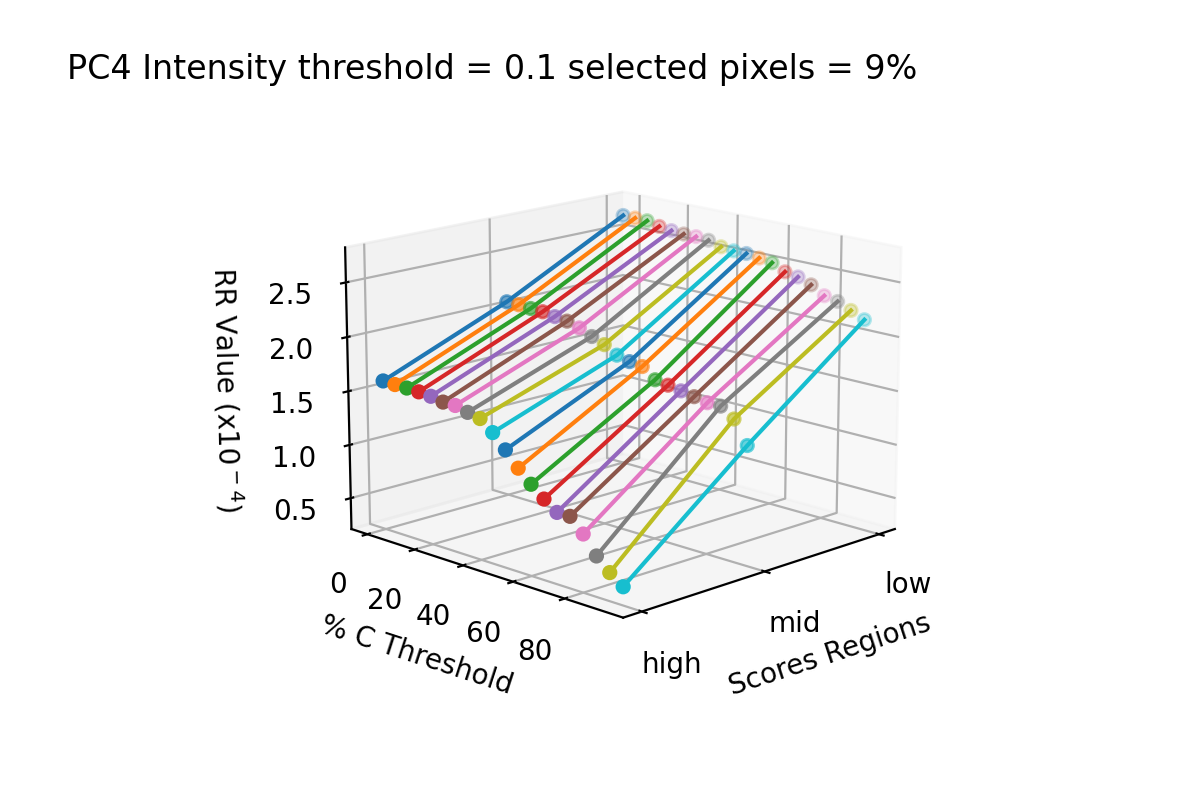 PC4 Intensity threshold = 0.1 selected pixels = 9%
RR Value (x10⁻⁴)
2.5
2.0
1.5
1.0
0.5
0
20
40
60
80
% C Threshold
high
mid
low
Scores Regions